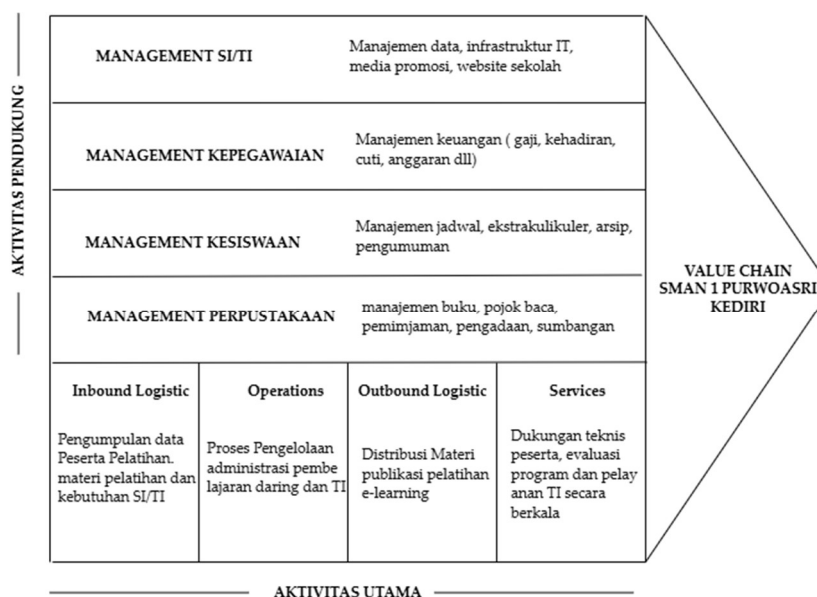 AKTIVITAS PENDUKUNG
MANAGEMENT SI/TI
Manajemen data, infrastruktur IT,
media promosi, website sekolah
MANAGEMENT KEPEGAWAIAN
Manajemen keuangan ( gaji, kehadiran,
cuti, anggaran dll)
MANAGEMENT KESISWAAN
Manajemen jadwal, ekstrakulikuler, arsip,
pengumuman
MANAGEMENT PERPUSTAKAAN
manajemen buku, pojok baca,
pemimjaman, pengadaan, sumbangan
VALUE CHAIN
SMAN 1 PURWOASRI
KEDIRI
Inbound Logistic
Pengumpulan data
Peserta Pelatihan.
materi pelatihan dan
kebutuhan SI/TI
Operations
Proses Pengelolaan
administrasi pembe
lajaran daring dan TI
Outbound Logistic
Distribusi Materi
publikasi pelatihan
e-learning
Services
Dukungan teknis
peserta, evaluasi
program dan pelay
anan TI secara
berkala
AKTIVITAS UTAMA